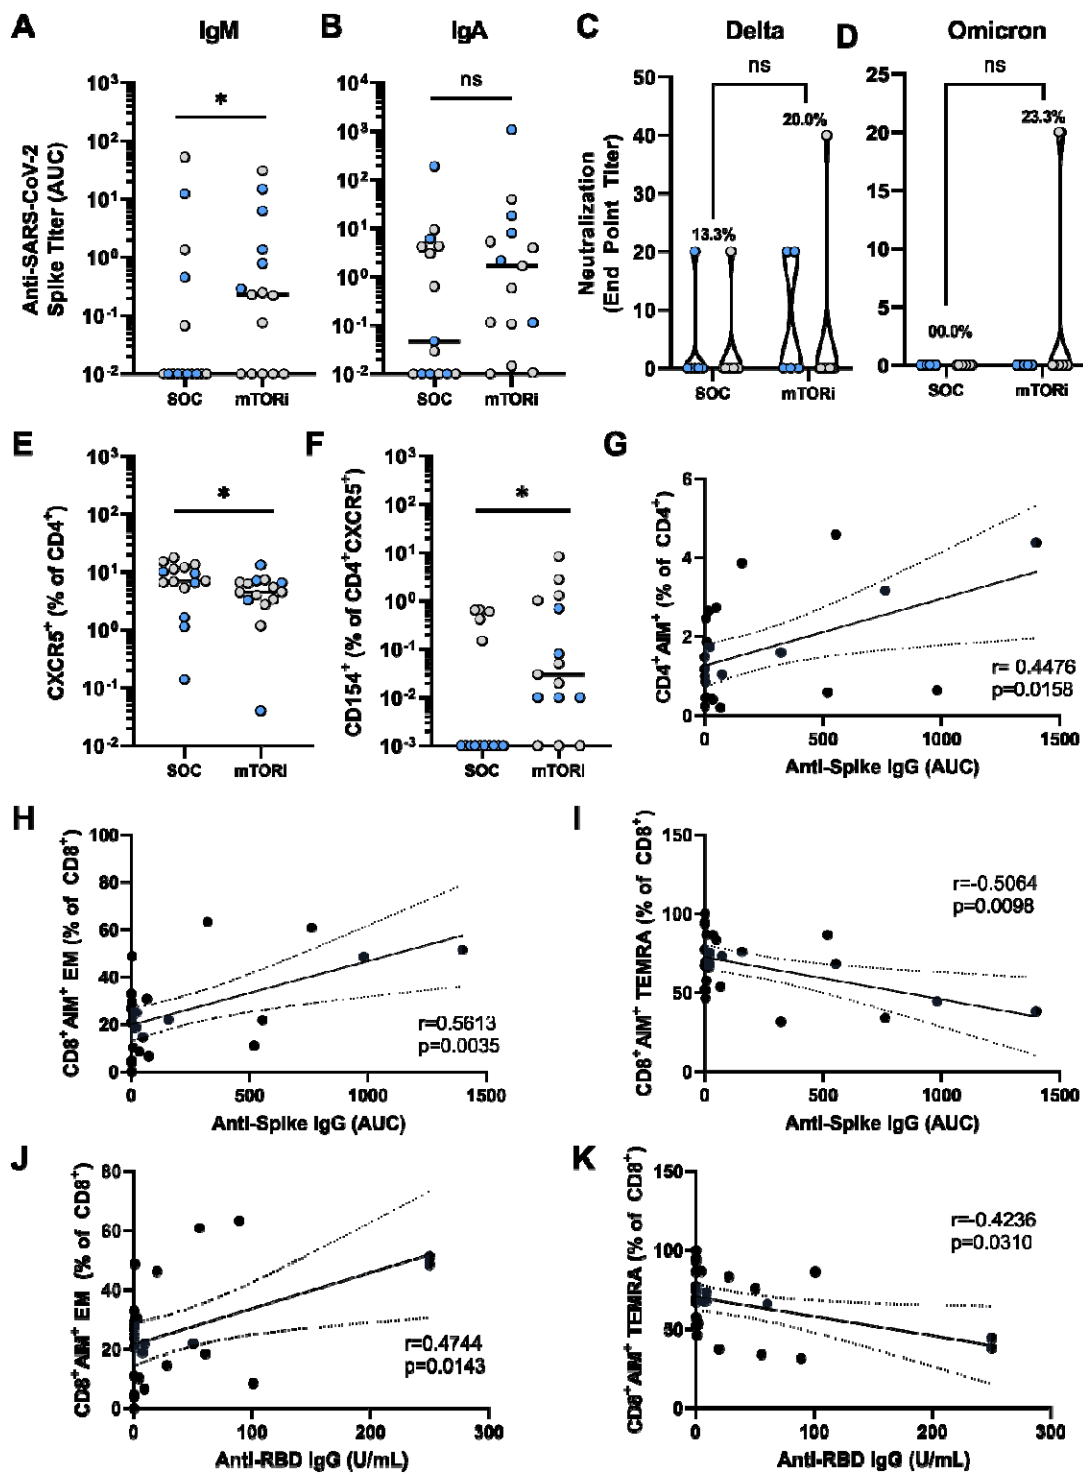 A IgM
Anti-SARS-CoV-2
Spike Titer (AUC)
10³
10²
10¹
10⁰
10⁻¹
10⁻²
*
SOC mTORi
B IgA
10⁴
10³
10²
10¹
10⁰
10⁻¹
10⁻²
ns
SOC mTORi
C Delta
Neutralization
(End Point Titer)
50
40
30
20
10
0
ns
13.3%
20.0%
SOC mTORi
D Omicron
25
20
15
10
5
0
ns
00.0%
23.3%
SOC mTORi
E
CXCR5⁺ (% of CD4⁺)
10³
10²
10¹
10⁰
10⁻¹
10⁻²
*
SOC mTORi
F
CD154⁺ (% of CD4⁺CXCR5⁺)
10³
10²
10¹
10⁰
10⁻¹
10⁻²
10⁻³
*
SOC mTORi
G
CD4⁺AIM⁺ (% of CD4⁺)
6
4
2
0
r= 0.4476
p=0.0158
0 500 1000 1500
Anti-Spike IgG (AUC)
H
CD8⁺AIM⁺ EM (% of CD8⁺)
100
80
60
40
20
0
r=0.5613
p=0.0035
0 500 1000 1500
Anti-Spike IgG (AUC)
I
CD8⁺AIM⁺ TEMRA (% of CD8⁺)
150
100
50
0
r=-0.5064
p=0.0098
0 500 1000 1500
Anti-Spike IgG (AUC)
J
CD8⁺AIM⁺ EM (% of CD8⁺)
80
60
40
20
0
r=0.4744
p=0.0143
0 100 200 300
Anti-RBD IgG (U/mL)
K
CD8⁺AIM⁺ TEMRA (% of CD8⁺)
150
100
50
0
r=-0.4236
p=0.0310
0 100 200 300
Anti-RBD IgG (U/mL)